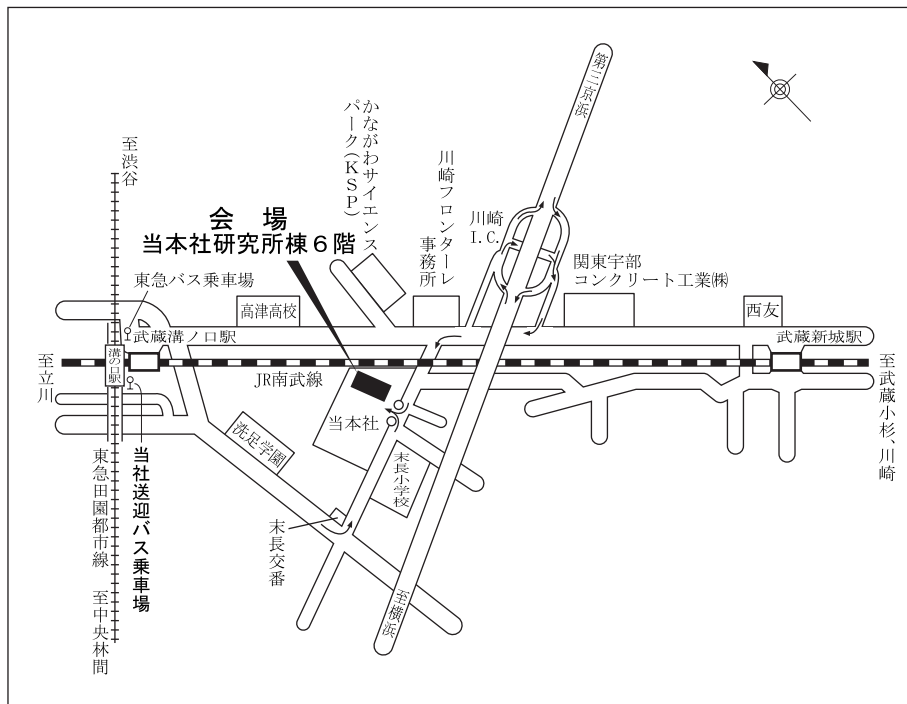 第三京浜
かながわサイエンス
パーク(KSP)
至渋谷
川崎フロンターレ
事務所
川崎
I.C.
会 場
当本社研究所棟6階
関東宇部
コンクリート工業㈱
東急バス乗車場
高津高校
西友
武蔵溝ノ口駅
武蔵新城駅
溝の口駅
至立川
JR南武線
至武蔵小杉、川崎
当本社
洗足学園
末長小学校
東急田園都市線 至中央林間
当社送迎バス乗車場
末長交番
至横浜